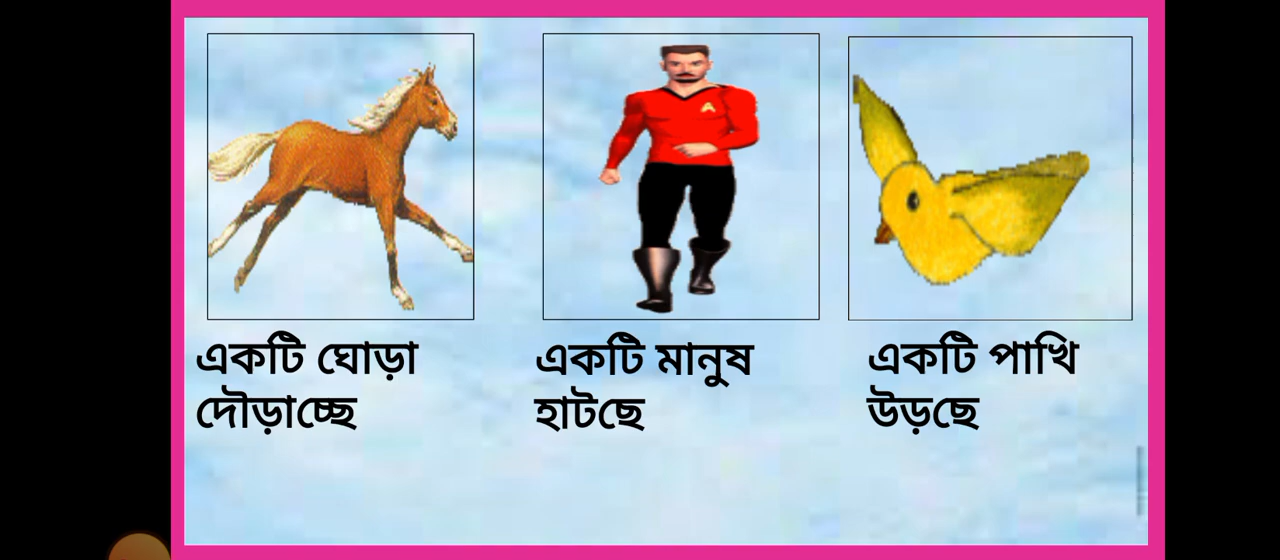 একটি ঘোড়া
দৌড়াচ্ছে
একটি মানুষ
হাটছে
একটি পাখি
উড়ছে